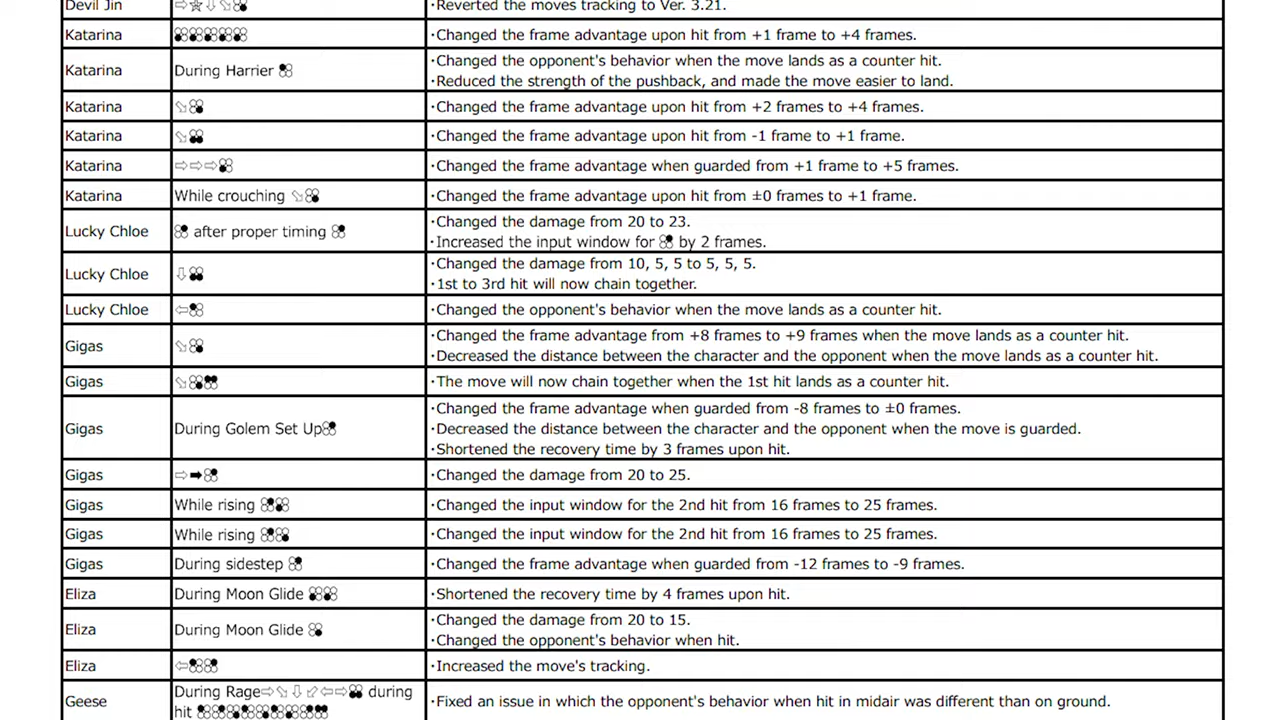 Devil Jin ⇨☆⇩⬂ ・Reverted the moves tracking to Ver. 3.21.
Katarina ・Changed the frame advantage upon hit from +1 frame to +4 frames.
Katarina During Harrier ・Changed the opponent's behavior when the move lands as a counter hit.
・Reduced the strength of the pushback, and made the move easier to land.
Katarina ⬂ ・Changed the frame advantage upon hit from +2 frames to +4 frames.
Katarina ⬂ ・Changed the frame advantage upon hit from -1 frame to +1 frame.
Katarina ⇨⇨⇨ ・Changed the frame advantage when guarded from +1 frame to +5 frames.
Katarina While crouching ⬂ ・Changed the frame advantage upon hit from ±0 frames to +1 frame.
Lucky Chloe after proper timing ・Changed the damage from 20 to 23.
・Increased the input window for by 2 frames.
Lucky Chloe ⇩ ・Changed the damage from 10, 5, 5 to 5, 5, 5.
・1st to 3rd hit will now chain together.
Lucky Chloe ⇦ ・Changed the opponent's behavior when the move lands as a counter hit.
Gigas ⬂ ・Changed the frame advantage from +8 frames to +9 frames when the move lands as a counter hit.
・Decreased the distance between the character and the opponent when the move lands as a counter hit.
Gigas ⬂ ・The move will now chain together when the 1st hit lands as a counter hit.
Gigas During Golem Set Up ・Changed the frame advantage when guarded from -8 frames to ±0 frames.
・Decreased the distance between the character and the opponent when the move is guarded.
・Shortened the recovery time by 3 frames upon hit.
Gigas ⇨➡ ・Changed the damage from 20 to 25.
Gigas While rising ・Changed the input window for the 2nd hit from 16 frames to 25 frames.
Gigas While rising ・Changed the input window for the 2nd hit from 16 frames to 25 frames.
Gigas During sidestep ・Changed the frame advantage when guarded from -12 frames to -9 frames.
Eliza During Moon Glide ・Shortened the recovery time by 4 frames upon hit.
Eliza During Moon Glide ・Changed the damage from 20 to 15.
・Changed the opponent's behavior when hit.
Eliza ⇦ ・Increased the move's tracking.
Geese During Rage⇨⬂⇩⬃⇦⇨ during
hit ・Fixed an issue in which the opponent's behavior when hit in midair was different than on ground.